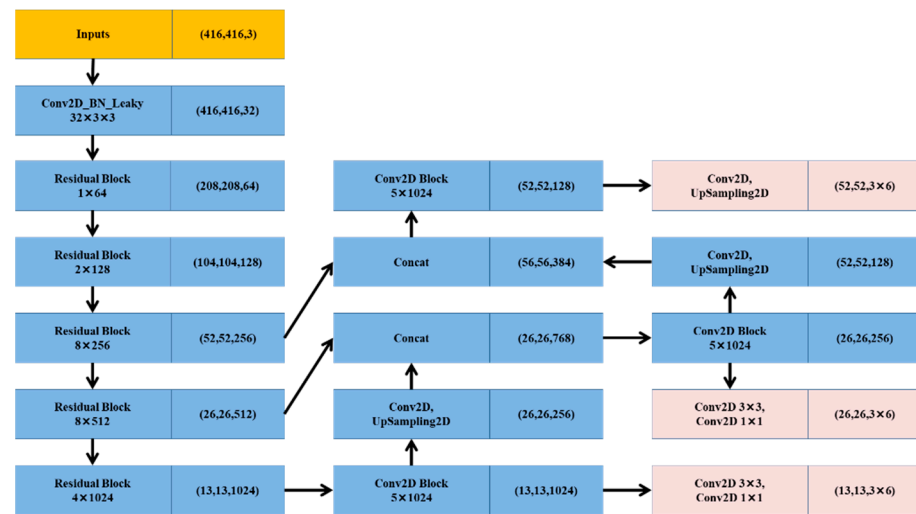 Inputs
(416,416,3)
Conv2D_BN_Leaky
32×3×3
(416,416,32)
Residual Block
1×64
(208,208,64)
Residual Block
2×128
(104,104,128)
Residual Block
8×256
(52,52,256)
Residual Block
8×512
(26,26,512)
Residual Block
4×1024
(13,13,1024)
Conv2D Block
5×1024
(52,52,128)
Concat
(56,56,384)
Concat
(26,26,768)
Conv2D,
UpSampling2D
(26,26,256)
Conv2D Block
5×1024
(13,13,1024)
Conv2D,
UpSampling2D
(52,52,3×6)
Conv2D,
UpSampling2D
(52,52,128)
Conv2D Block
5×1024
(26,26,256)
Conv2D 3×3,
Conv2D 1×1
(26,26,3×6)
Conv2D 3×3,
Conv2D 1×1
(13,13,3×6)